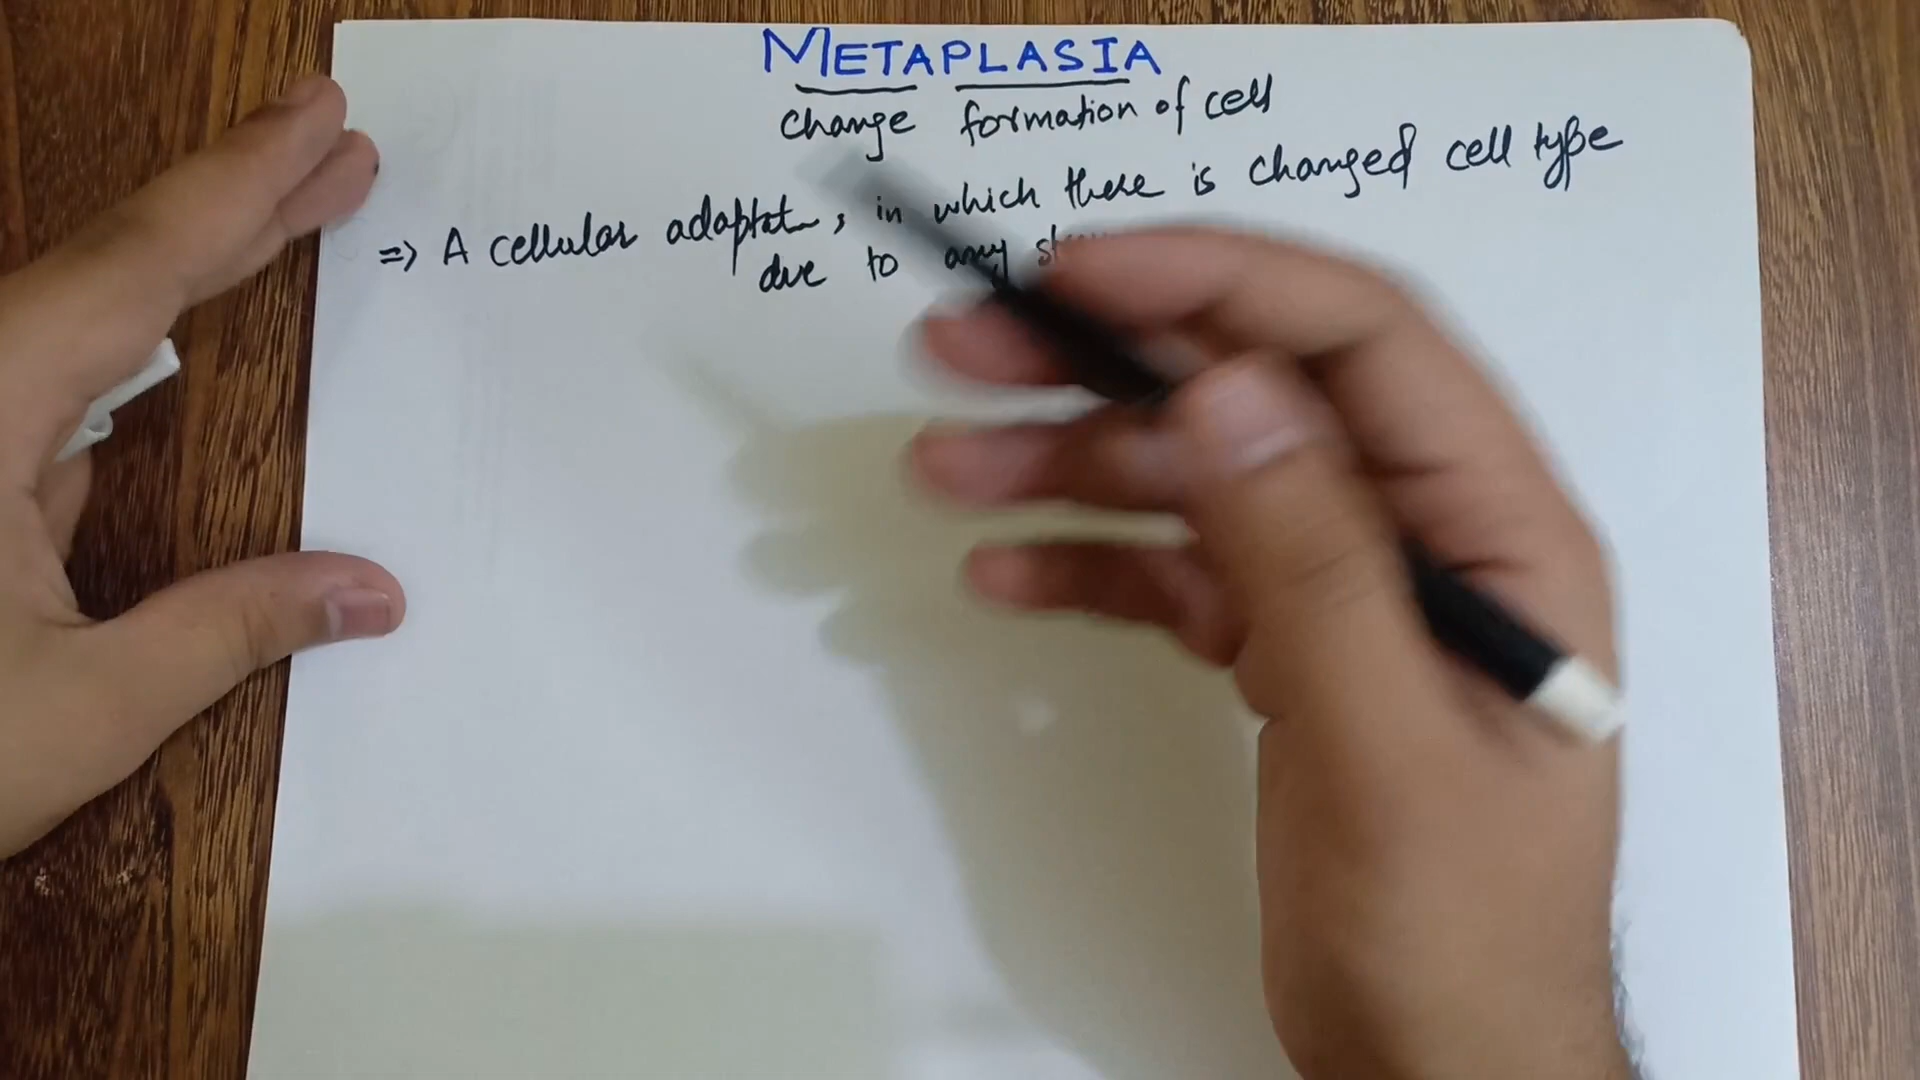 METAPLASIA
change formation of cell
=> A cellular adaptat, in which there is changed cell type
due to any